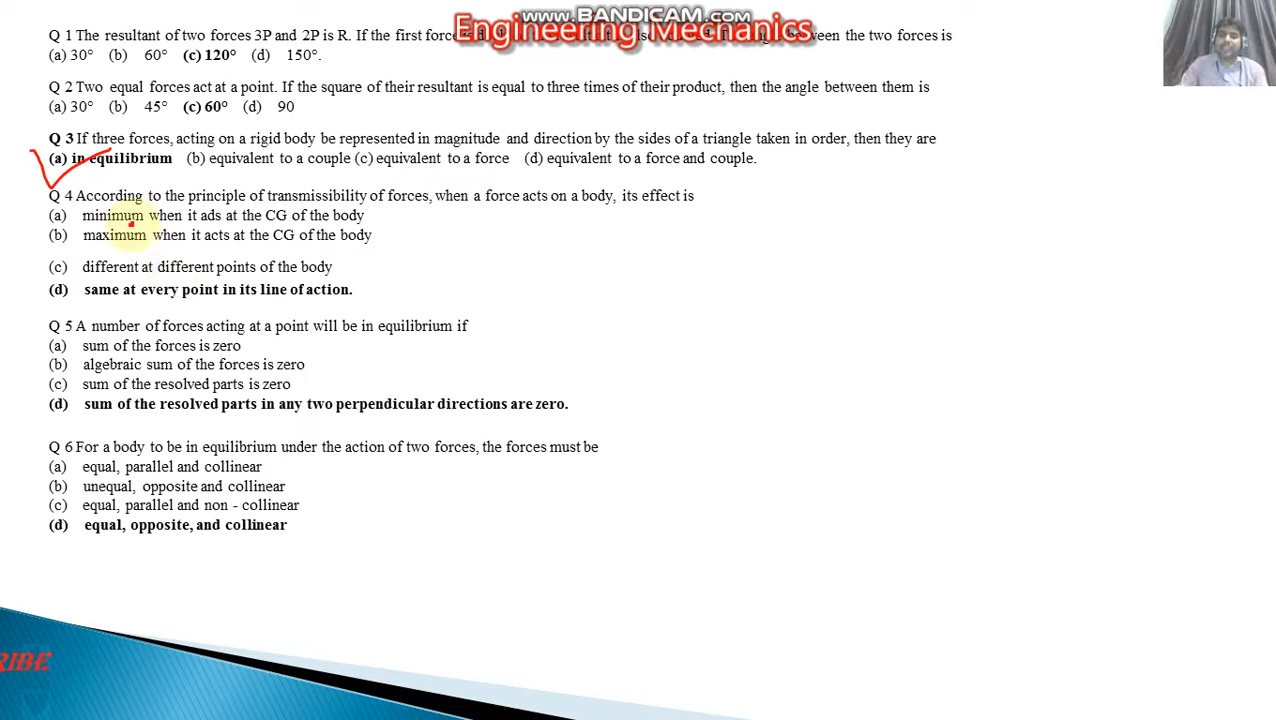 www.BANDICAM.com
Engineering Mechanics
Q 1 The resultant of two forces 3P and 2P is R. If the first force is between the two forces is
(a) 30° (b) 60° (c) 120° (d) 150°.
Q 2 Two equal forces act at a point. If the square of their resultant is equal to three times of their product, then the angle between them is
(a) 30° (b) 45° (c) 60° (d) 90
Q 3 If three forces, acting on a rigid body be represented in magnitude and direction by the sides of a triangle taken in order, then they are
(a) in equilibrium (b) equivalent to a couple (c) equivalent to a force (d) equivalent to a force and couple.
Q 4 According to the principle of transmissibility of forces, when a force acts on a body, its effect is
(a) minimum when it ads at the CG of the body
(b) maximum when it acts at the CG of the body
(c) different at different points of the body
(d) same at every point in its line of action.
Q 5 A number of forces acting at a point will be in equilibrium if
(a) sum of the forces is zero
(b) algebraic sum of the forces is zero
(c) sum of the resolved parts is zero
(d) sum of the resolved parts in any two perpendicular directions are zero.
Q 6 For a body to be in equilibrium under the action of two forces, the forces must be
(a) equal, parallel and collinear
(b) unequal, opposite and collinear
(c) equal, parallel and non - collinear
(d) equal, opposite, and collinear
RIBE